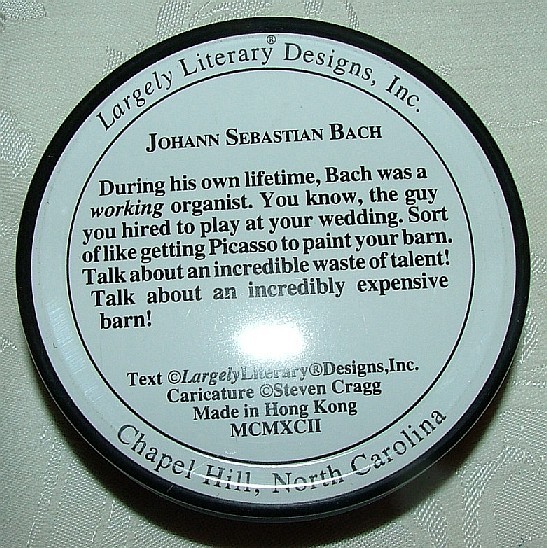 Largely Literary® Designs, Inc.
JOHANN SEBASTIAN BACH
During his own lifetime, Bach was a
working organist. You know, the guy
you hired to play at your wedding. Sort
of like getting Picasso to paint your barn.
Talk about an incredible waste of talent!
Talk about an incredibly expensive
barn!
Text ©LargelyLiterary®Designs,Inc.
Caricature ©Steven Cragg
Made in Hong Kong
MCMXCII
Chapel Hill, North Carolina